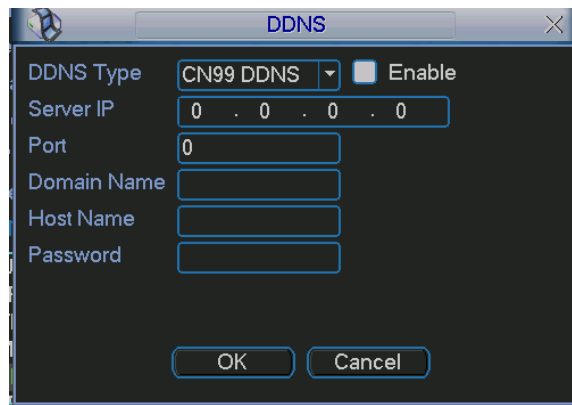 DDNS
DDNS Type CN99 DDNS Enable
Server IP 0 . 0 . 0 . 0
Port 0
Domain Name
Host Name
Password
OK Cancel